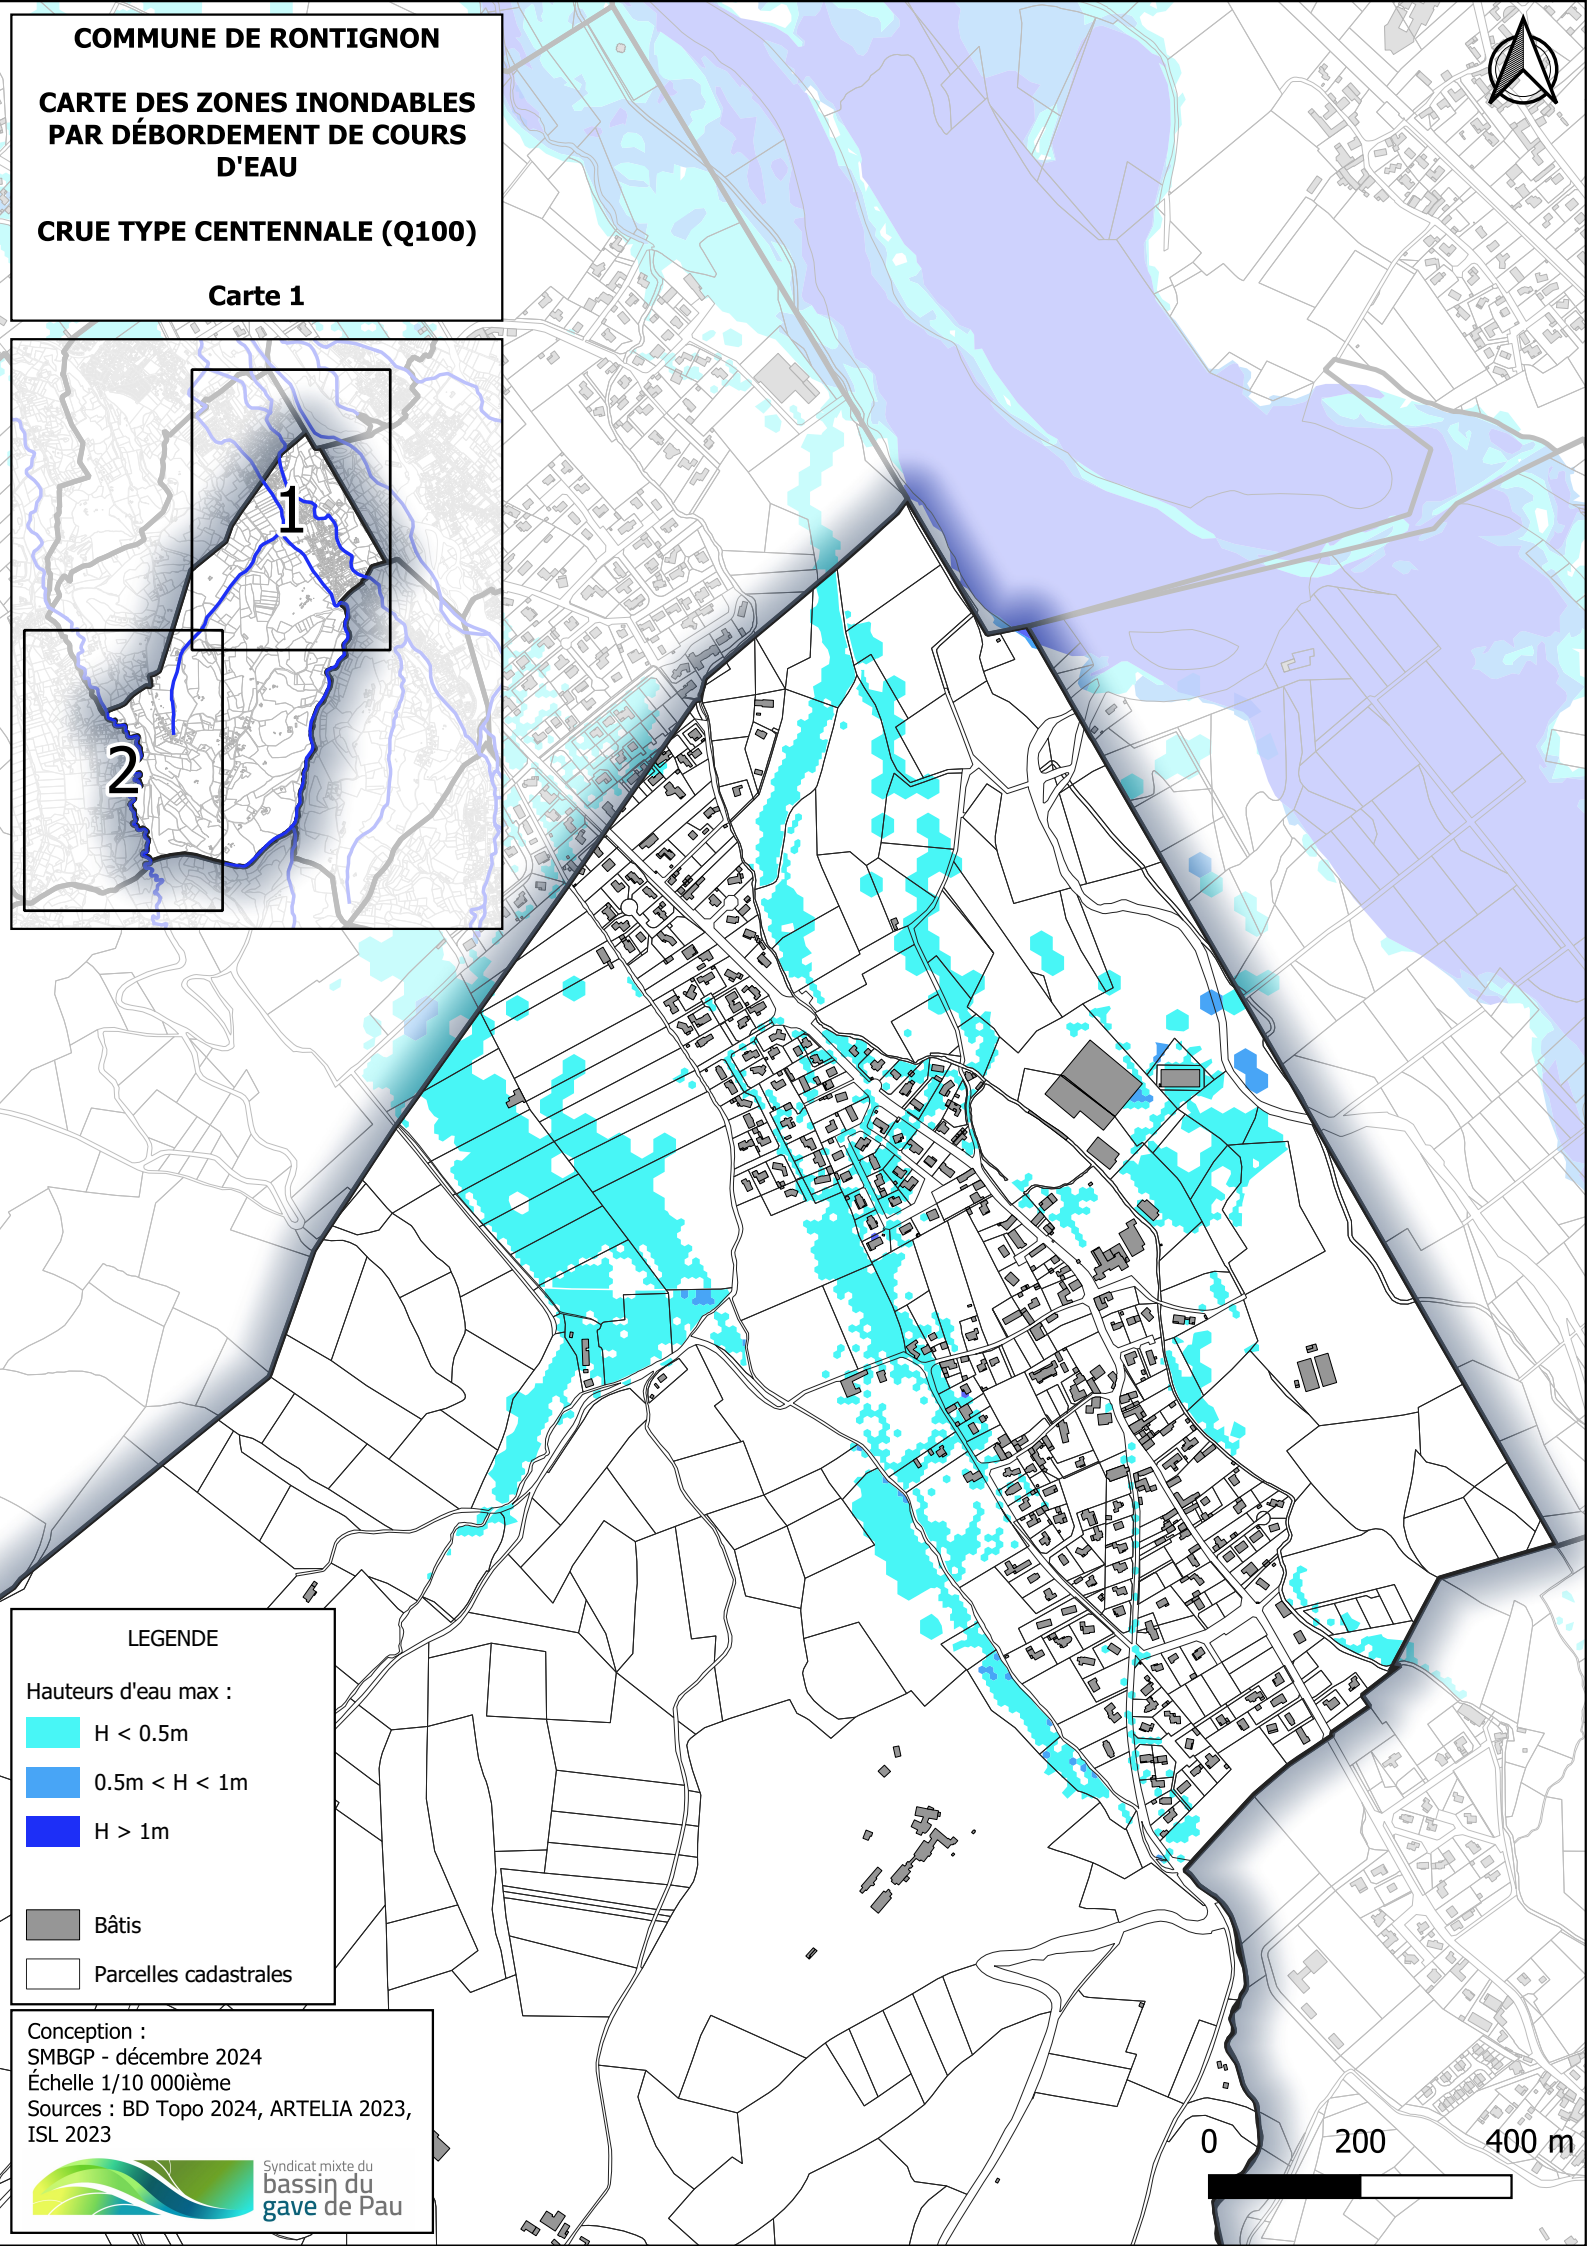 COMMUNE DE RONTIGNON
CARTE DES ZONES INONDABLES
PAR DÉBORDEMENT DE COURS
D'EAU
CRUE TYPE CENTENNALE (Q100)
Carte 1
1
2
LEGENDE
Hauteurs d'eau max :
H < 0.5m
0.5m < H < 1m
H > 1m
Bâtis
Parcelles cadastrales
Conception :
SMBGP - décembre 2024
Échelle 1/10 000ième
Sources : BD Topo 2024, ARTELIA 2023,
ISL 2023
Syndicat mixte du
bassin du
gave de Pau
0 200 400 m